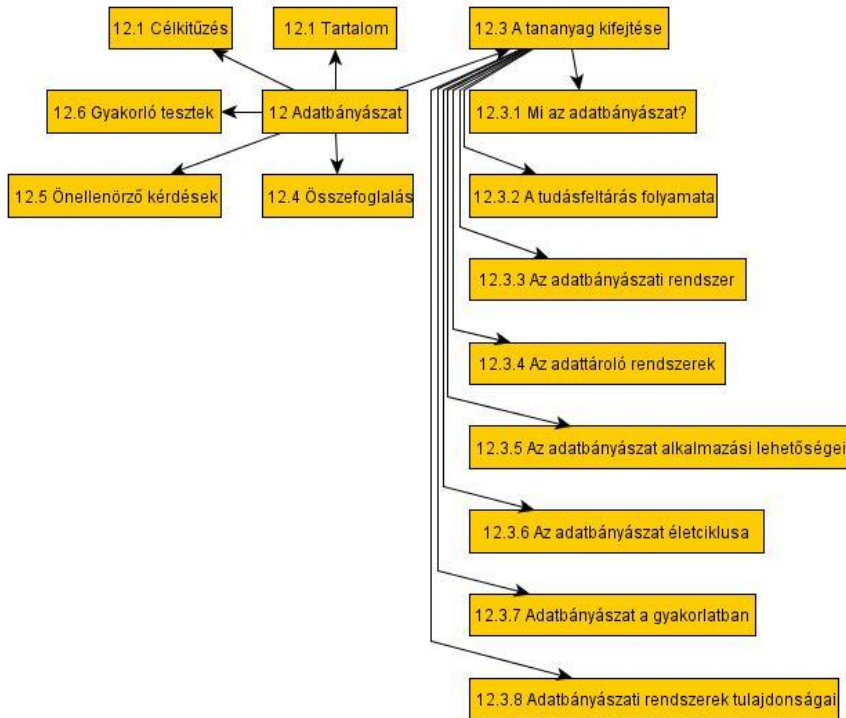 12.1 Célkitűzés
12.1 Tartalom
12.3 A tananyag kifejtése
12.6 Gyakorló tesztek
12 Adatbányászat
12.3.1 Mi az adatbányászat?
12.5 Önellenörző kérdések
12.4 Összefoglalás
12.3.2 A tudásfeltárás folyamata
12.3.3 Az adatbányászati rendszer
12.3.4 Az adattároló rendszerek
12.3.5 Az adatbányászat alkalmazási lehetőségei
12.3.6 Az adatbányászat életciklusa
12.3.7 Adatbányászat a gyakorlatban
12.3.8 Adatbányászati rendszerek tulajdonságai